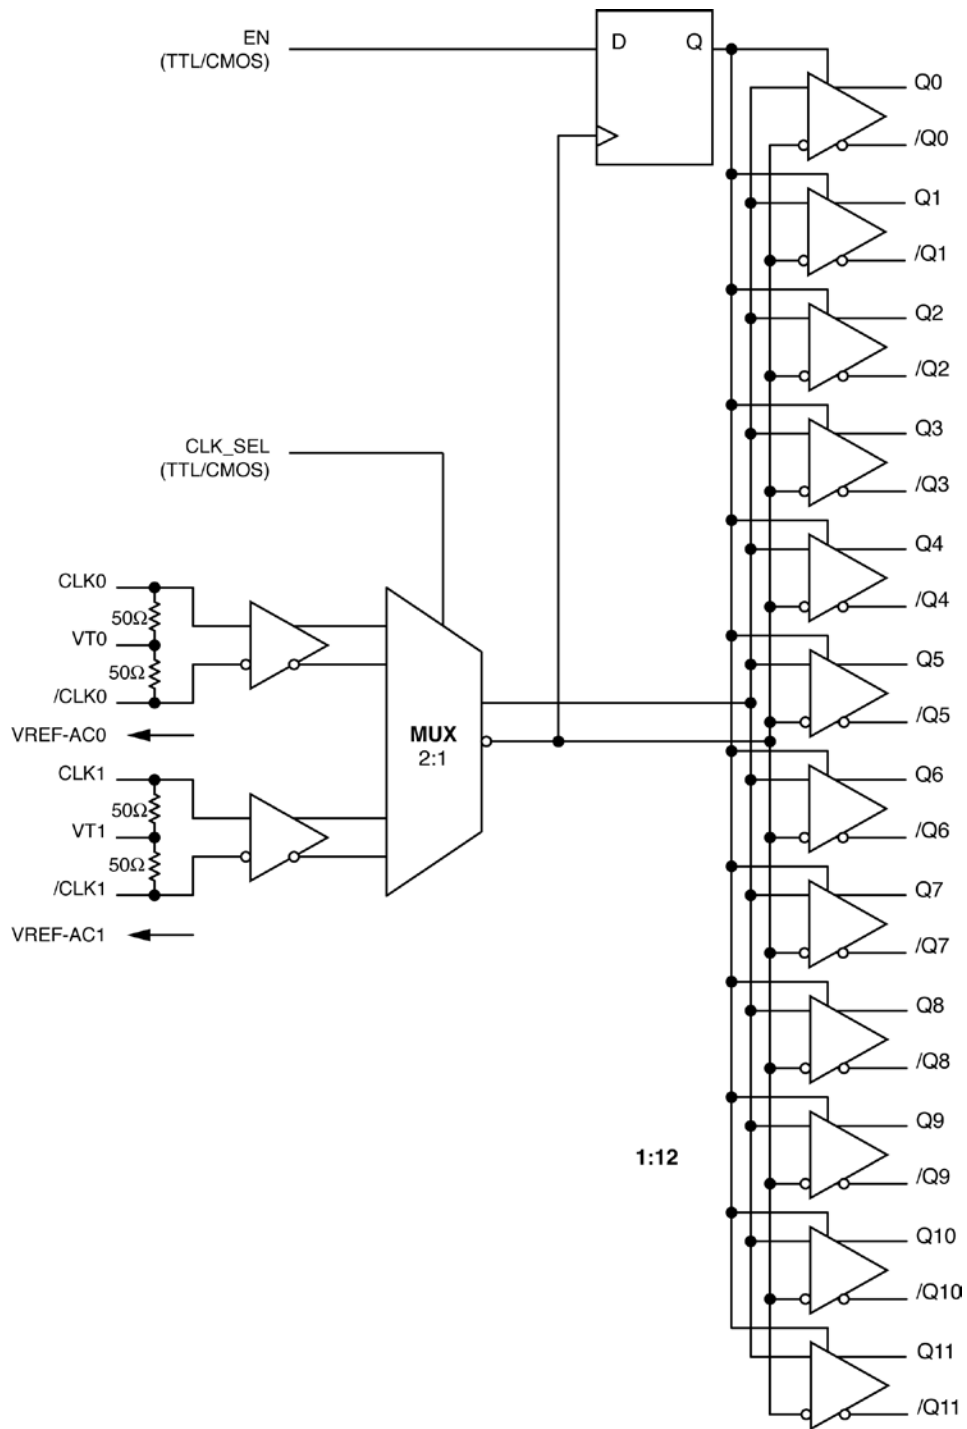 EN
(TTL/CMOS)
D
Q
Q0
/Q0
Q1
/Q1
Q2
/Q2
Q3
/Q3
CLK_SEL
(TTL/CMOS)
Q4
/Q4
CLK0
50Ω
VT0
50Ω
/CLK0
VREF-AC0
CLK1
50Ω
VT1
50Ω
/CLK1
VREF-AC1
MUX
2:1
Q5
/Q5
Q6
/Q6
Q7
/Q7
Q8
/Q8
Q9
/Q9
1:12
Q10
/Q10
Q11
/Q11